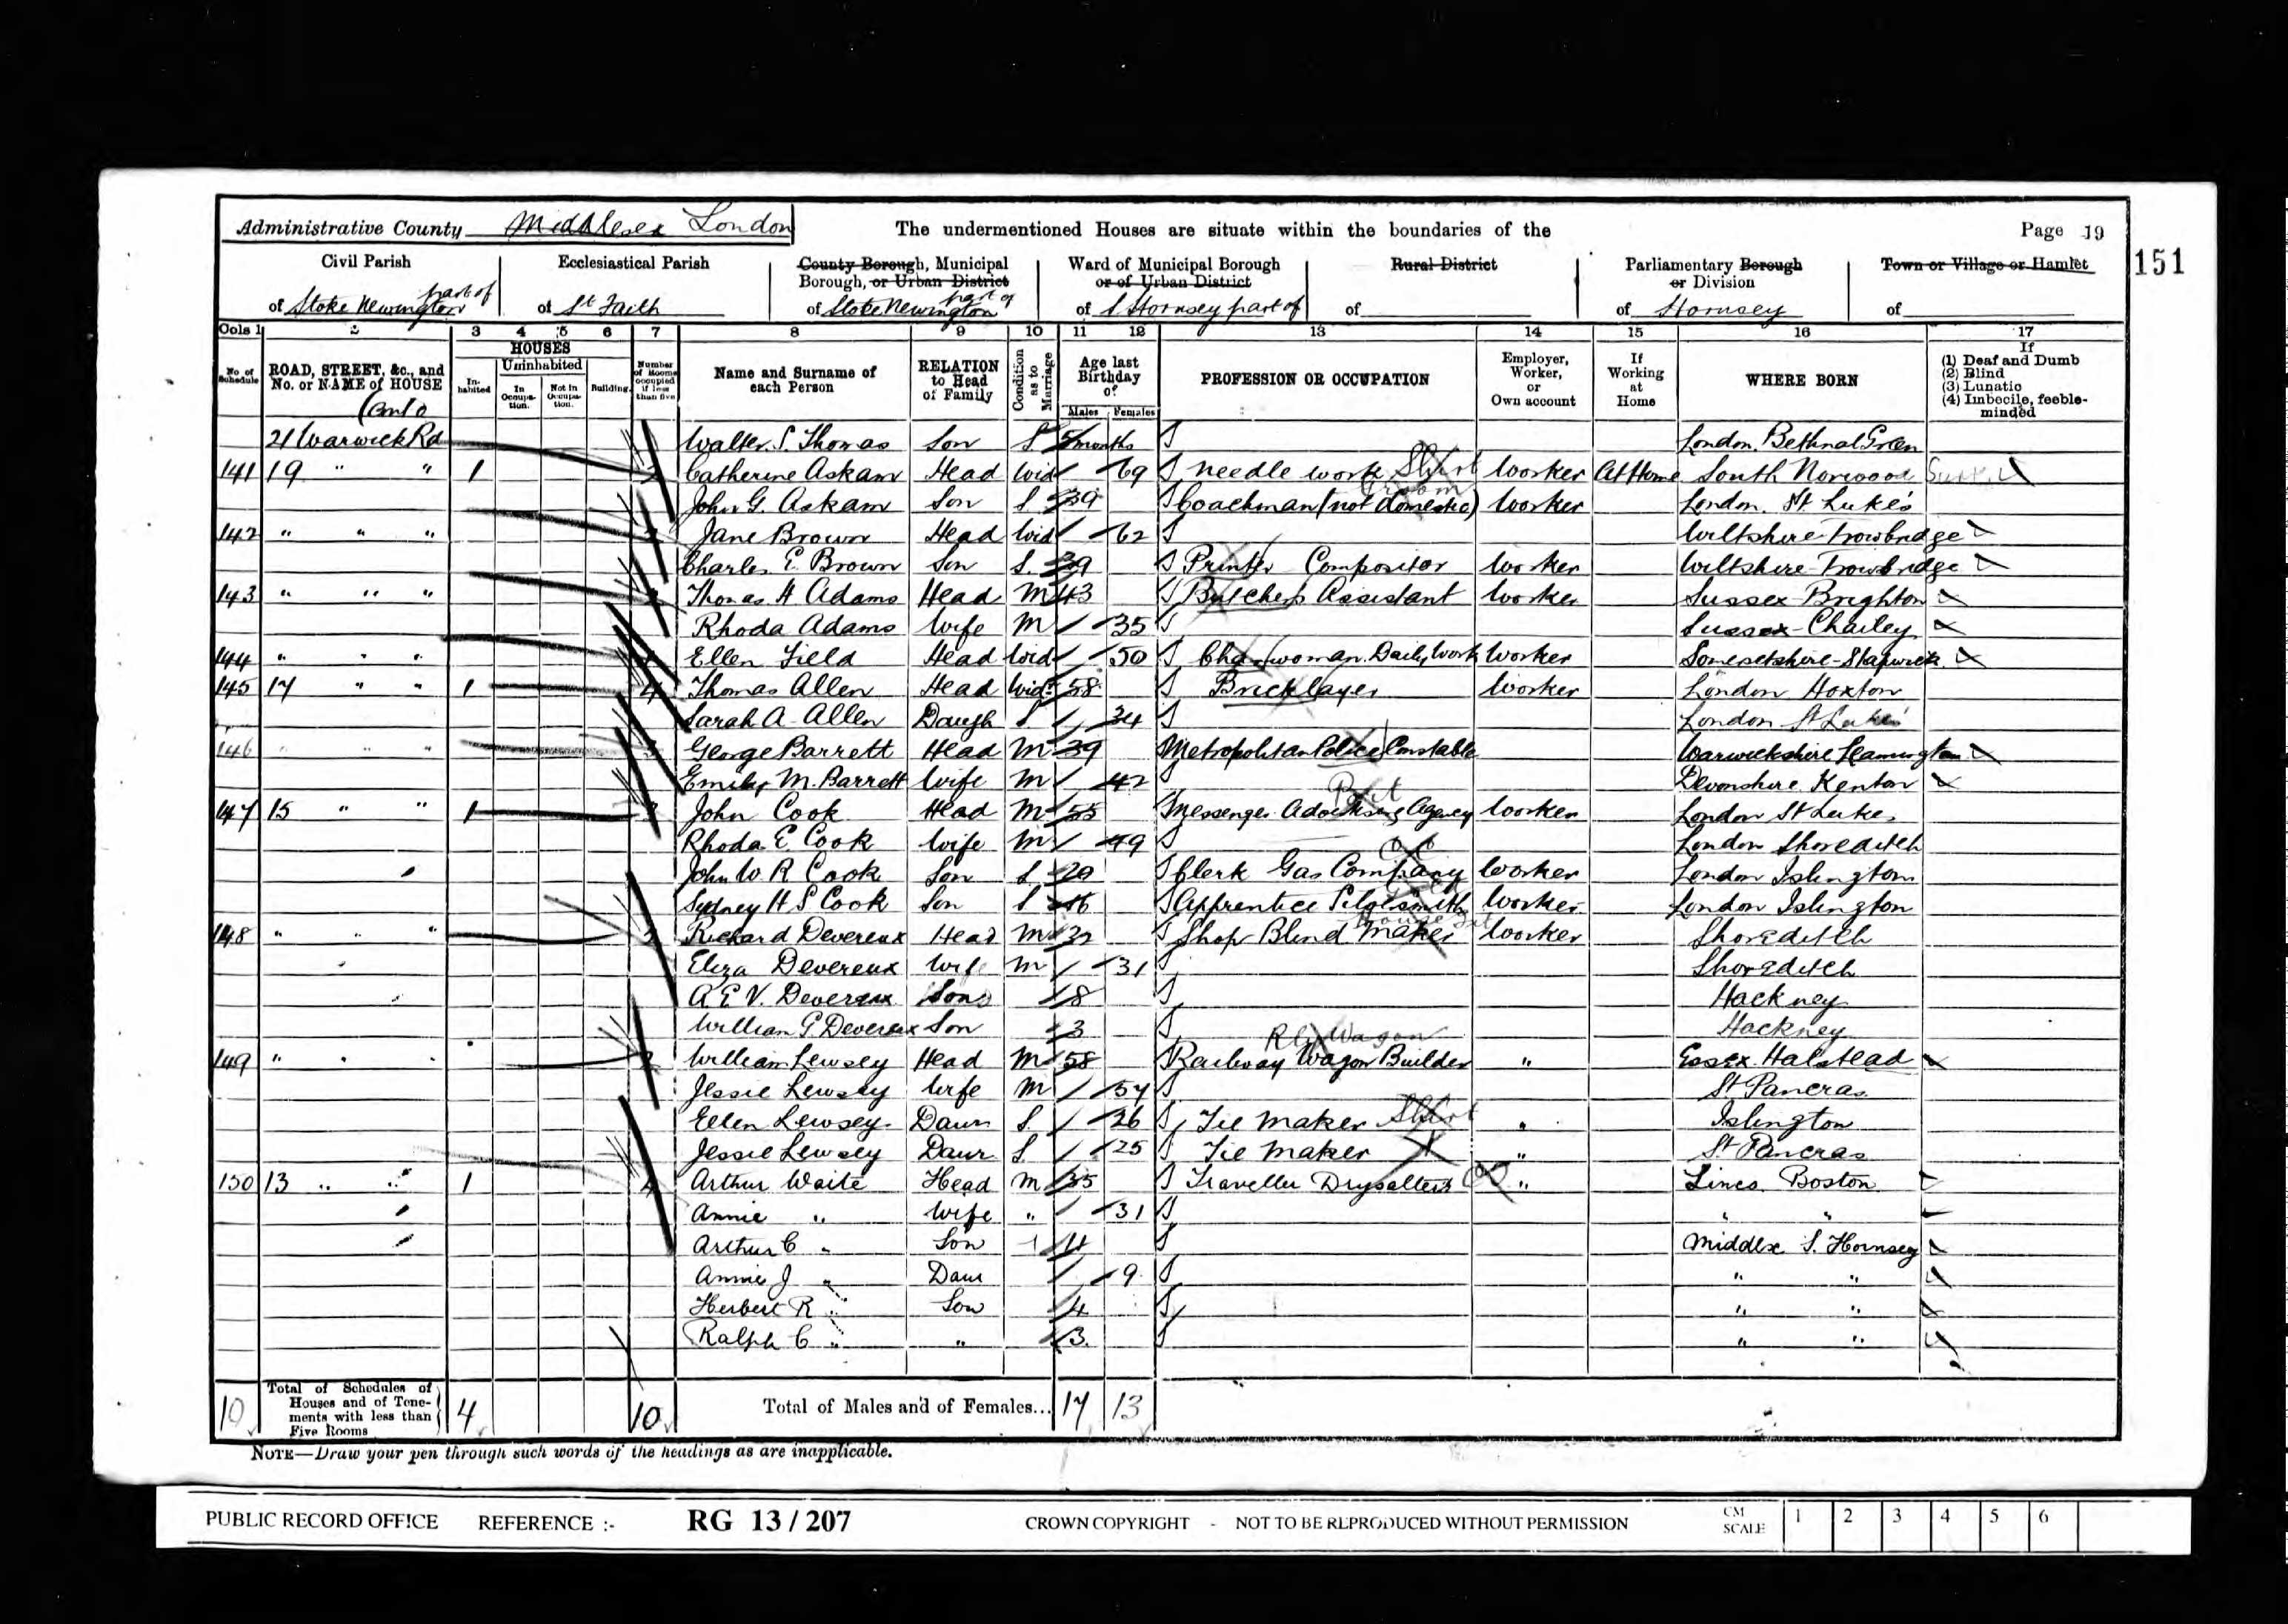 Administrative County Middlesex London The undermentioned Houses are situate within the boundaries of the Page 19
151
Civil Parish Ecclesiastical Parish County Borough, Municipal Borough, or Urban District Ward of Municipal Borough or of Urban District Rural District Parliamentary Borough or Division Town or Village or Hamlet
of Stoke Newington part of of St Faith of Stoke Newington part of of S Hornsey part of of of Hornsey of
Cols 1 2 3 4 5 6 7 8 9 10 11 12 13 14 15 16 17
No. of Schedule ROAD, STREET, &c., and No. or NAME of HOUSE HOUSES Inhabited Uninhabited In Occupation. Not in Occupation. Building. Number of Rooms occupied if less than five Name and Surname of each Person RELATION to Head of Family Condition as to Marriage Age last Birthday of Males Females PROFESSION OR OCCUPATION Employer, Worker, or Own account If Working at Home WHERE BORN If (1) Deaf and Dumb (2) Blind (3) Lunatic (4) Imbecile, feeble-minded
21 Warwick Rd Walter S. Thomas Son S 5 months London. Bethnal Green
141 19 " " 1 2 Catherine Askam Head Wid 69 needle work Shirt Worker At Home South Norwood
John G. Askam Son S. 39 Coachman (not domestic) Groom Worker London. St Luke's
142 " " " Jane Brown Head Wid 62 Wiltshire Trowbridge
Charles E Brown Son S. 39 Printer Compositor Worker Wiltshire Trowbridge
143 " " " Thomas H Adams Head M 43 Butchers Assistant Worker Sussex Brighton
Rhoda Adams Wife M 35 Sussex - Chailey
144 " " " Ellen Field Head Wid 50 Charwoman. Daily Work Worker Somersetshire - Shapwick
145 17 " " 1 4 Thomas Allen Head Wid 58 Bricklayer Worker London Hoxton
Sarah A Allen Daugh S 34 London St Lukes
146 " " " 3 George Barrett Head M 39 Metropolitan Police Constable Warwickshire Leamington
Emily M. Barrett Wife M 42 Devonshire Kenton
147 15 " " 1 3 John Cook Head M 55 Messenger Advertising Agency Worker London St Lukes
Rhoda E Cook Wife M 49 London Shoreditch
John W. R Cook Son S. 20 Clerk Gas Company Worker London Islington
Sydney H S Cook Son S 16 Apprentice Silversmith Worker London Islington
148 " " " 2 Richard Devereux Head M 32 Shop Blind Maker Worker Shoreditch
Eliza Devereux Wife M 31 Shoreditch
A E V. Devereux Son 8 Hackney
William G Devereux Son 3 Hackney
149 " " " 2 William Lewsey Head M 58 Railway Wagon Builder Rly Wagon " Essex Halstead
Jessie Lewsey Wife M 57 St Pancras
Ellen Lewsey Daur S. 26 Tie Maker Shirt " Islington
Jessie Lewsey Daur S. 25 Tie Maker " St Pancras
150 13 " " 1 4 Arthur Waite Head M 35 Traveller Drysalters " Lincs. Boston
Annie " Wife " 31 " "
Arthur C " Son 11 Middlx S. Hornsey
Annie J " Daur 9 " "
Herbert R " Son 4 " "
Ralph C " " 3 " "
10 Total of Schedules of Houses and of Tenements with less than Five Rooms 4 10 Total of Males and of Females... 17 13
NOTE—Draw your pen through such words of the headings as are inapplicable.
PUBLIC RECORD OFFICE REFERENCE :- RG 13 / 207 CROWN COPYRIGHT - NOT TO BE REPRODUCED WITHOUT PERMISSION CM SCALE 1 2 3 4 5 6